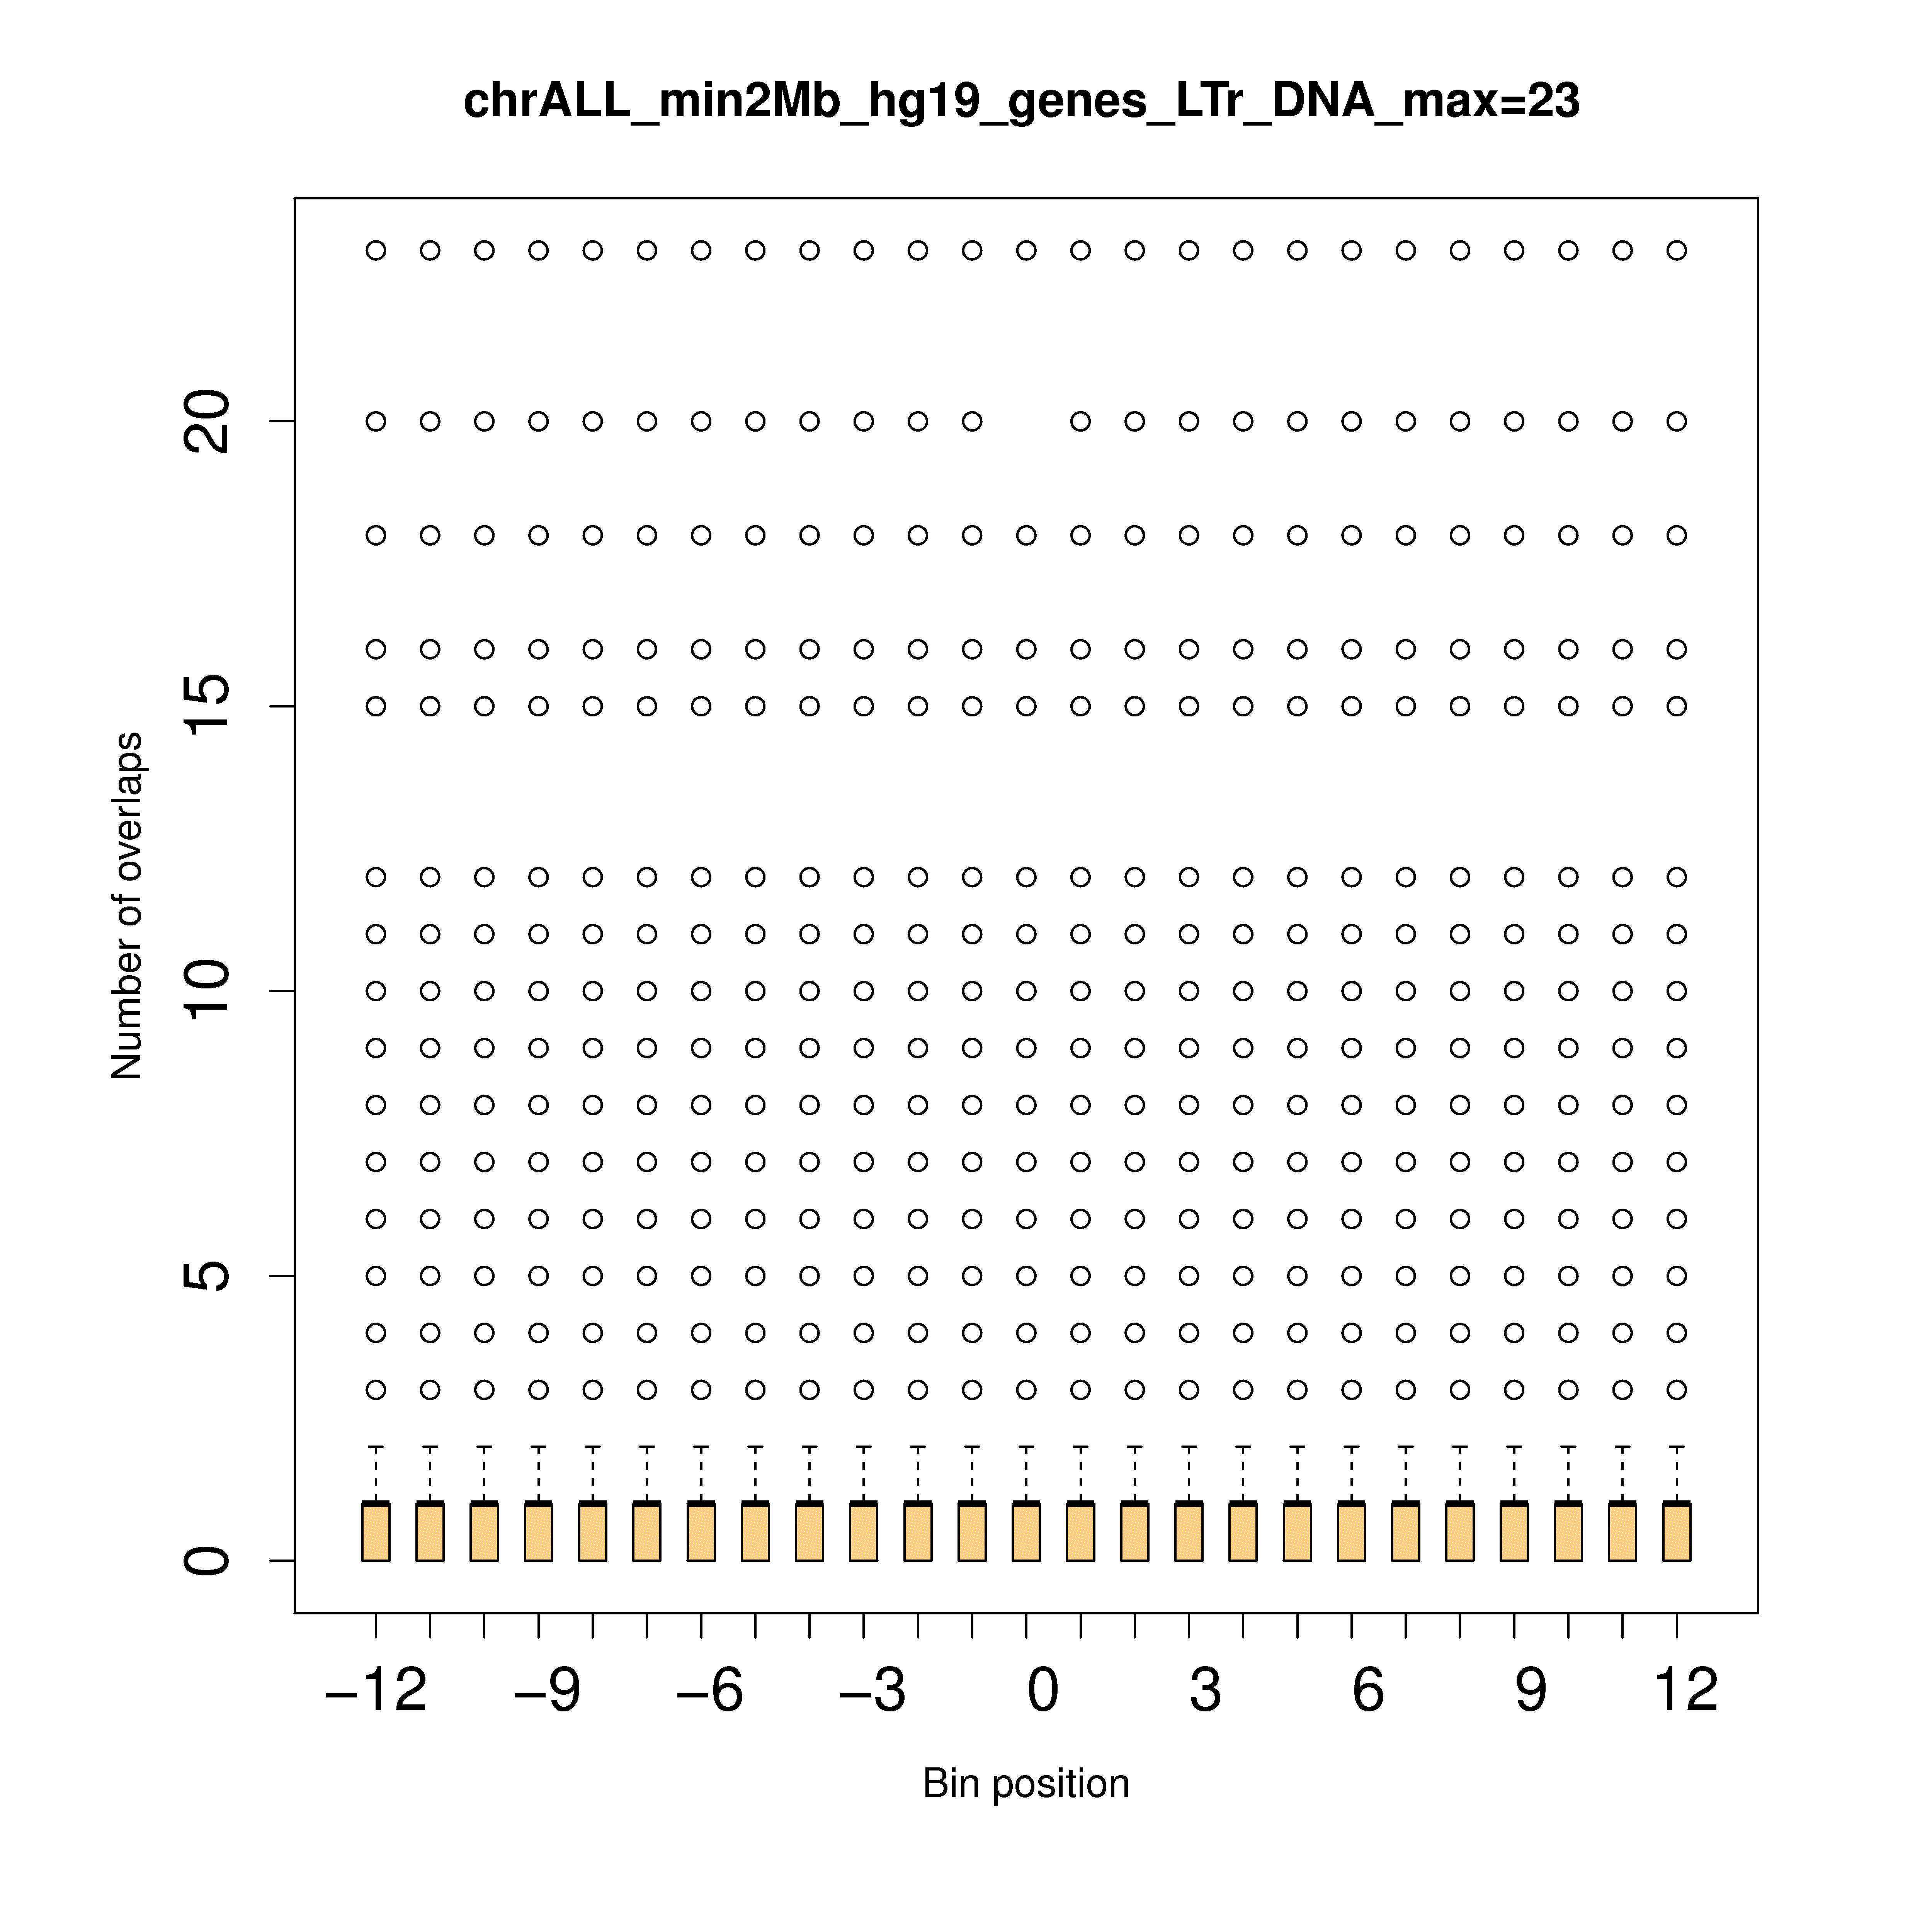 chrALL_min2Mb_hg19_genes_LTr_DNA_max=23
20
15
10
5
0
Number of overlaps
−12 −9 −6 −3 0 3 6 9 12
Bin position